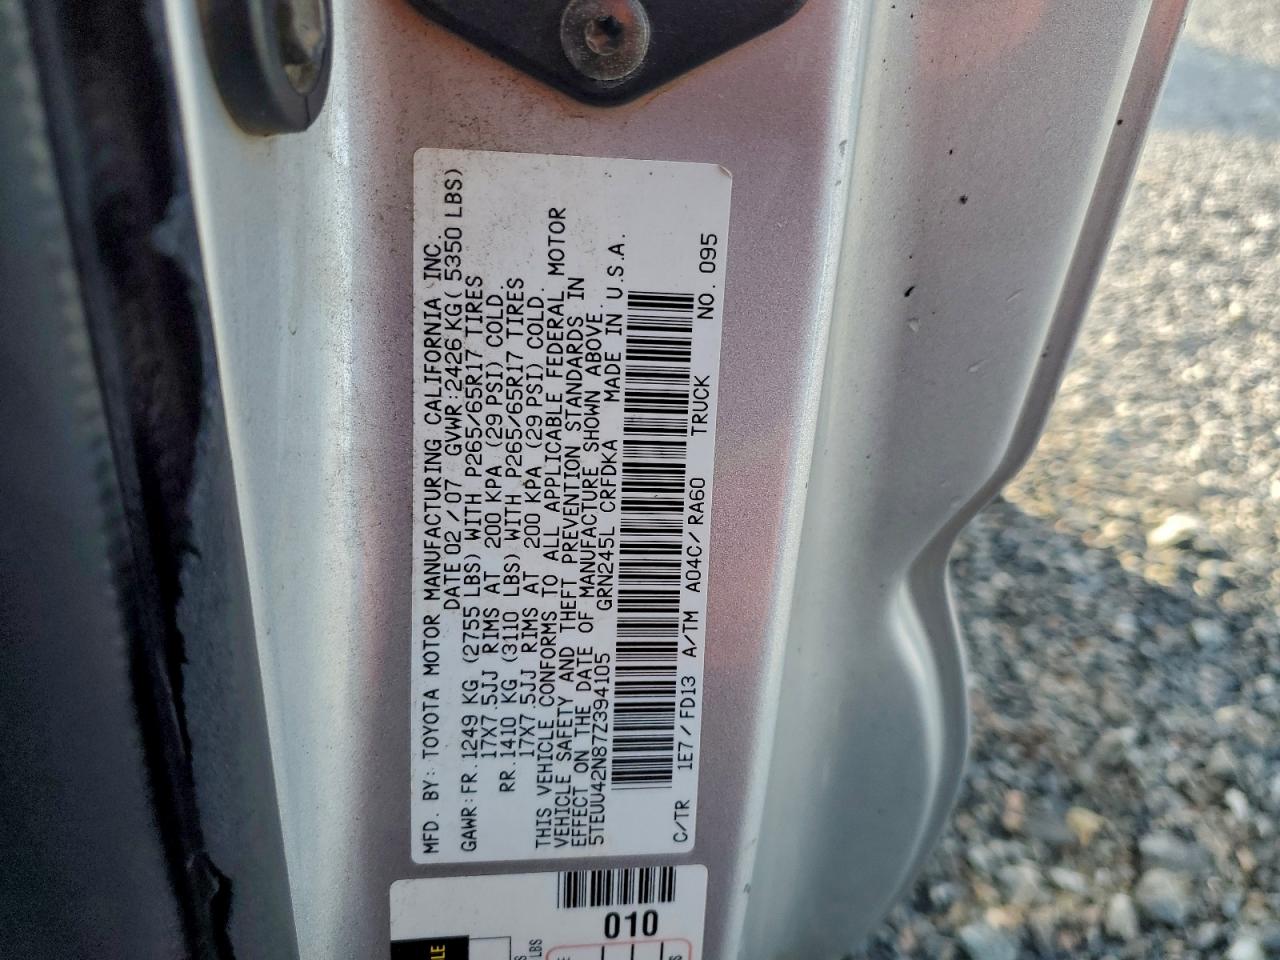 MFD. BY: TOYOTA MOTOR MANUFACTURING CALIFORNIA INC.
DATE 02/07 GVWR: 2426 KG (5350 LBS)
GAWR: FR. 1249 KG (2755 LBS) WITH P265/65R17 TIRES
17X7.5JJ RIMS AT 200 KPA (29 PSI) COLD.
RR. 1410 KG (3110 LBS) WITH P265/65R17 TIRES
17X7.5JJ RIMS AT 200 KPA (29 PSI) COLD.
THIS VEHICLE CONFORMS TO ALL APPLICABLE FEDERAL MOTOR
VEHICLE SAFETY AND THEFT PREVENTION STANDARDS IN
EFFECT ON THE DATE OF MANUFACTURE SHOWN ABOVE.
5TEUU42N87Z394105 GRN245L CRFDKA MADE IN U.S.A.
C/TR 1E7/FD13 A/TM A04C/RA60 TRUCK NO. 095
010
LBS